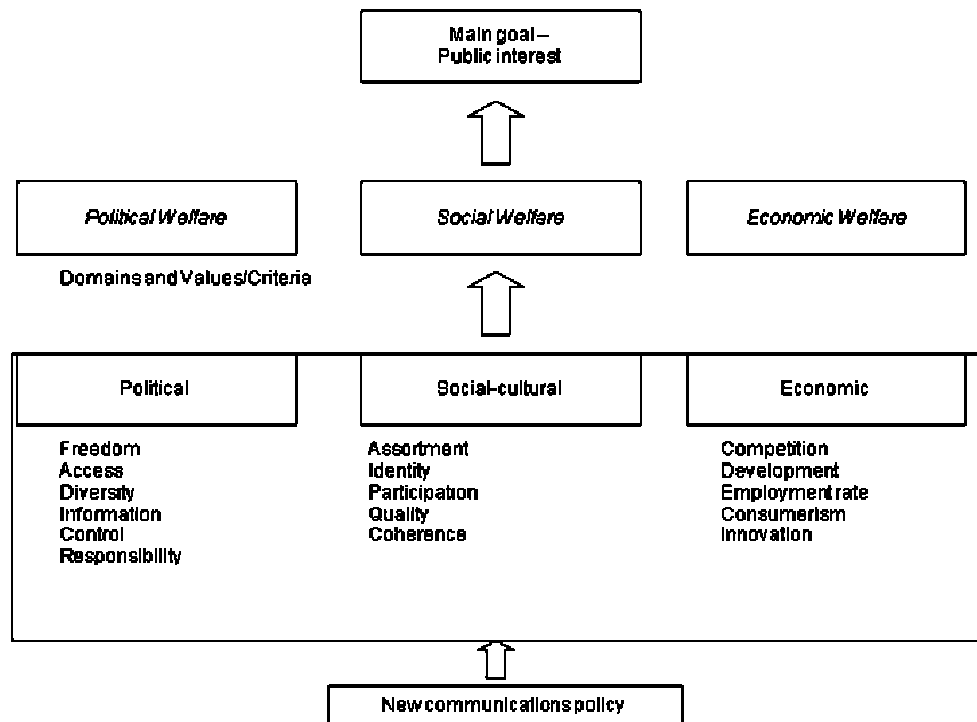 Main goal –
Public interest
Political Welfare
Social Welfare
Economic Welfare
Domains and Values/Criteria
Political
Social-cultural
Economic
Freedom
Access
Diversity
Information
Control
Responsibility
Assortment
Identity
Participation
Quality
Coherence
Competition
Development
Employment rate
Consumerism
Innovation
New communications policy